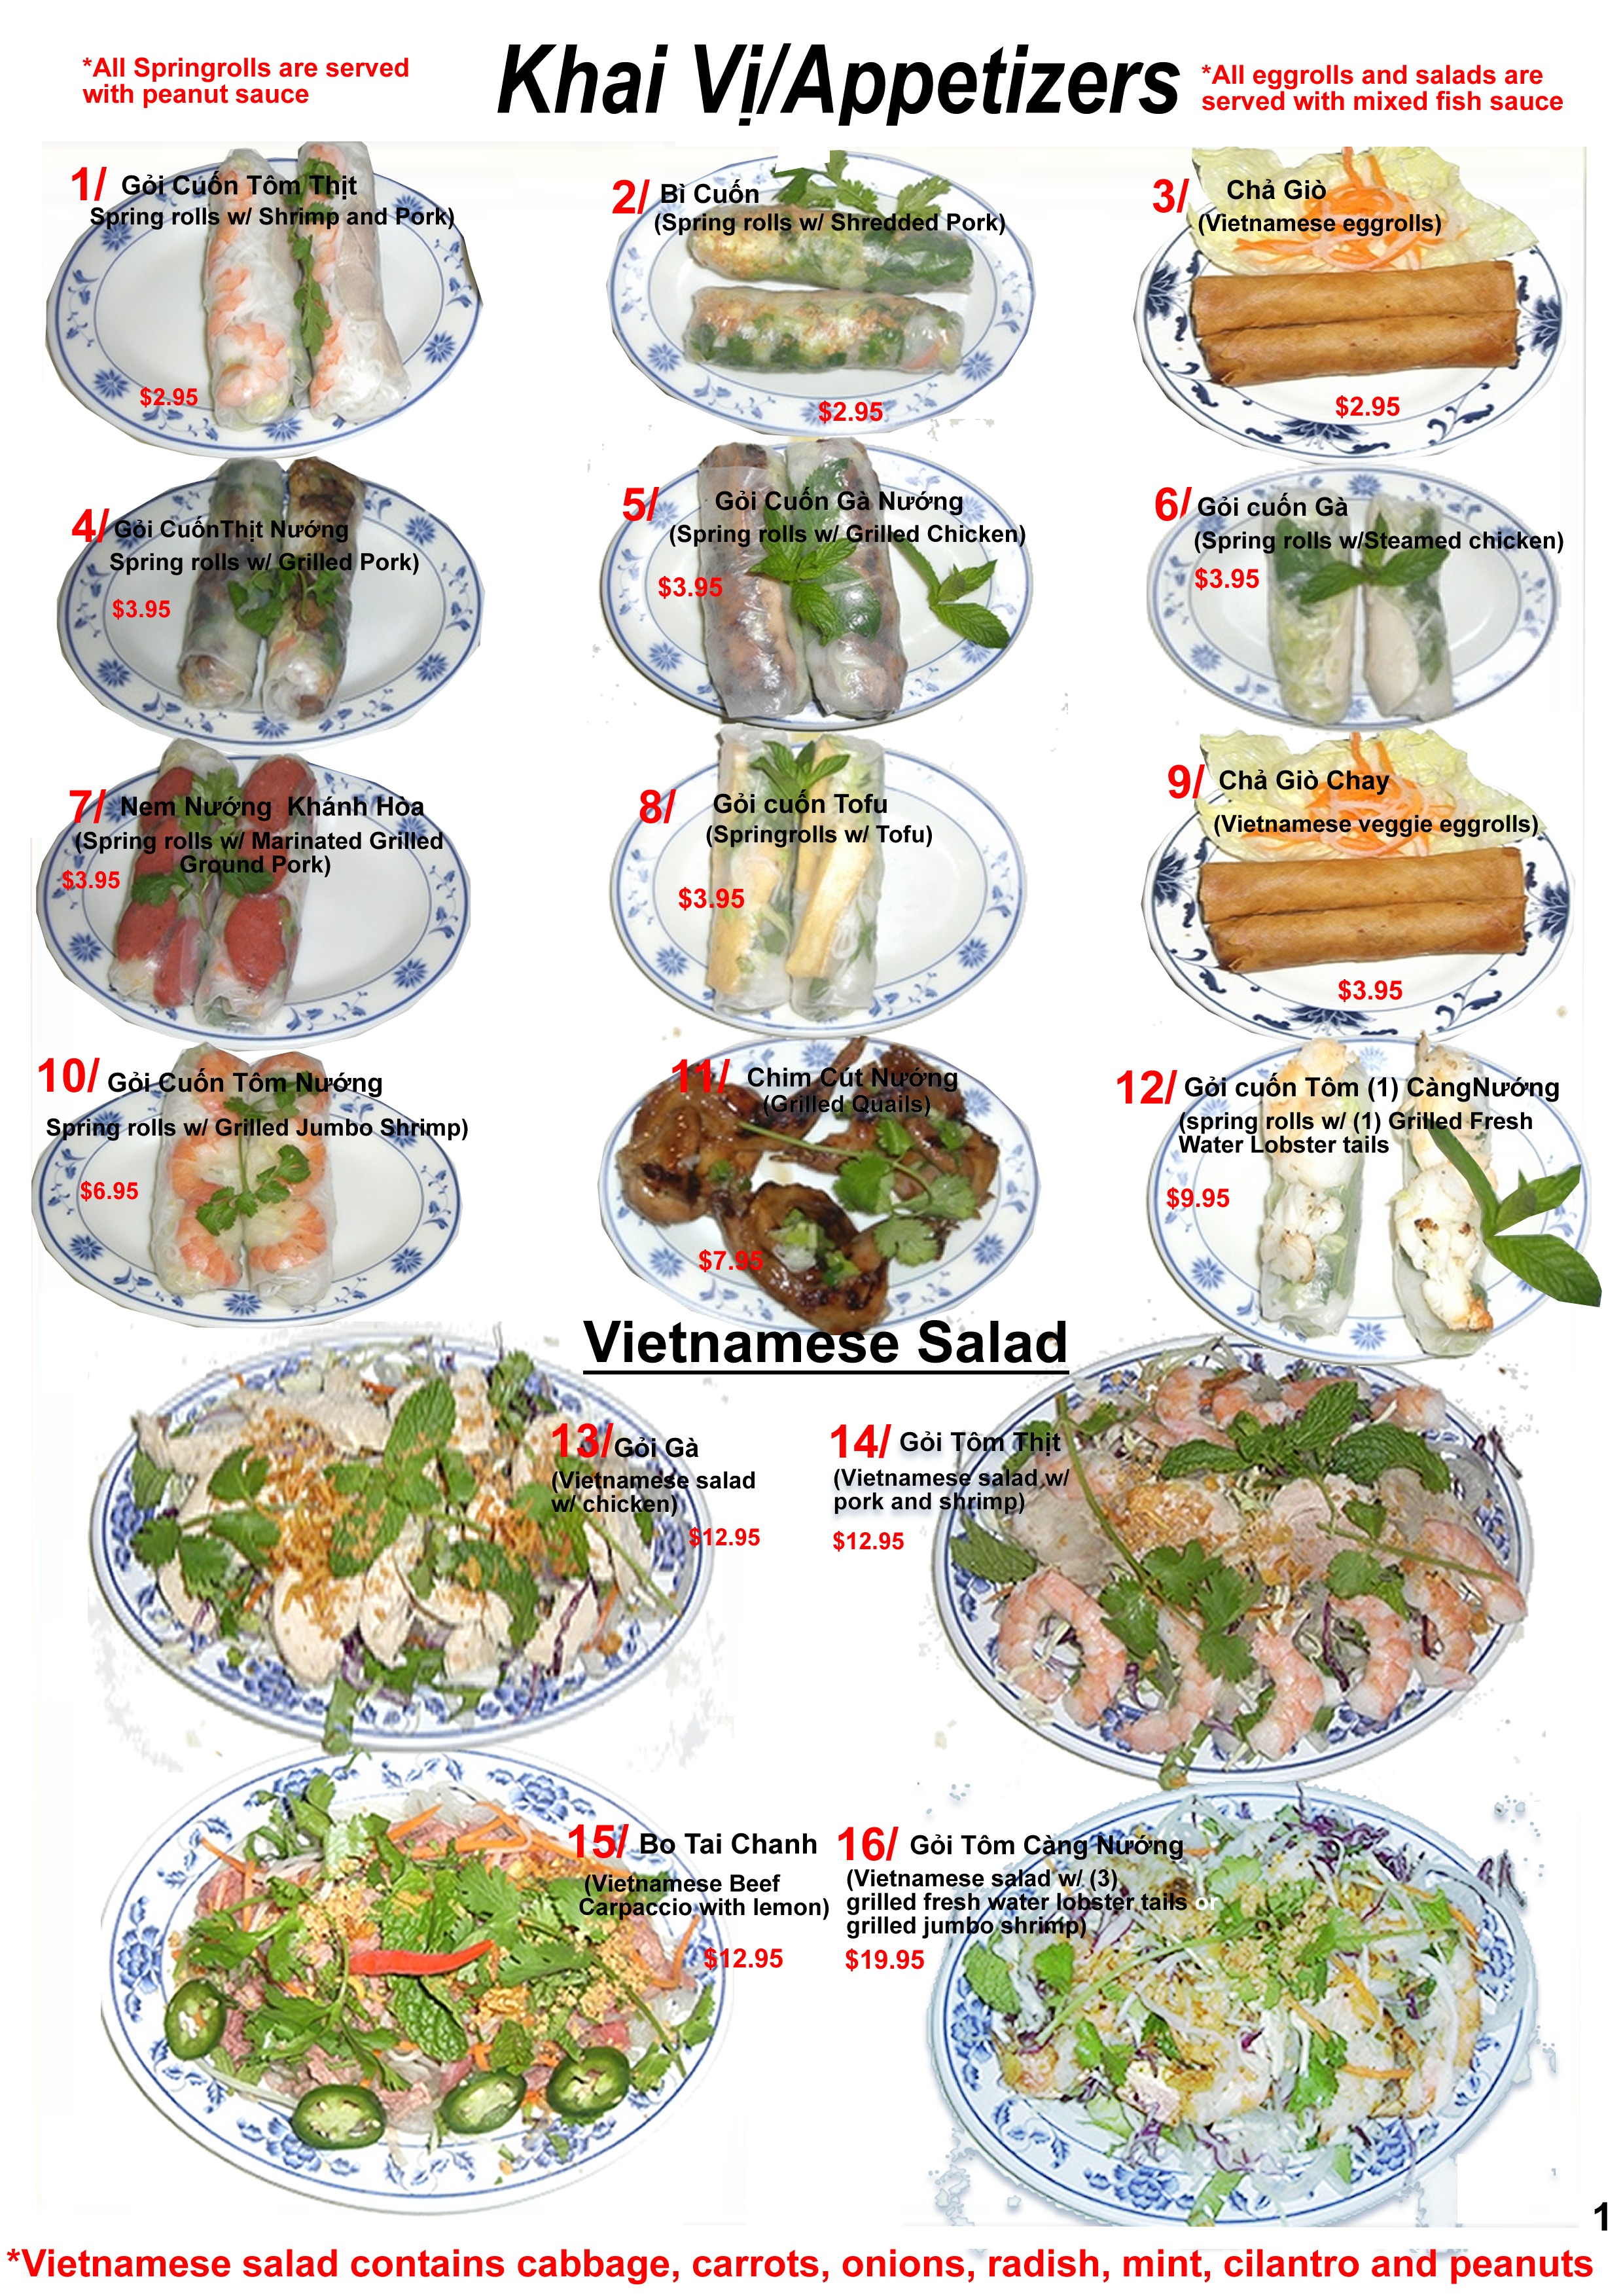 *All Springrolls are served
with peanut sauce
Khai Vị/Appetizers
*All eggrolls and salads are
served with mixed fish sauce
1/ Gỏi Cuốn Tôm Thịt
Spring rolls w/ Shrimp and Pork)
$2.95
2/ Bì Cuốn
(Spring rolls w/ Shredded Pork)
$2.95
3/ Chả Giò
(Vietnamese eggrolls)
$2.95
4/ Gỏi CuốnThịt Nướng
Spring rolls w/ Grilled Pork)
$3.95
5/ Gỏi Cuốn Gà Nướng
(Spring rolls w/ Grilled Chicken)
$3.95
6/ Gỏi cuốn Gà
(Spring rolls w/Steamed chicken)
$3.95
7/ Nem Nướng Khánh Hòa
(Spring rolls w/ Marinated Grilled
Ground Pork)
$3.95
8/ Gỏi cuốn Tofu
(Springrolls w/ Tofu)
$3.95
9/ Chả Giò Chay
(Vietnamese veggie eggrolls)
$3.95
10/ Gỏi Cuốn Tôm Nướng
Spring rolls w/ Grilled Jumbo Shrimp)
$6.95
11/ Chim Cút Nướng
(Grilled Quails)
$7.95
12/ Gỏi cuốn Tôm (1) CàngNướng
(spring rolls w/ (1) Grilled Fresh
Water Lobster tails
$9.95
Vietnamese Salad
13/ Gỏi Gà
(Vietnamese salad
w/ chicken)
$12.95
14/ Gỏi Tôm Thịt
(Vietnamese salad w/
pork and shrimp)
$12.95
15/ Bo Tai Chanh
(Vietnamese Beef
Carpaccio with lemon)
$12.95
16/ Gỏi Tôm Càng Nướng
(Vietnamese salad w/ (3)
grilled fresh water lobster tails or
grilled jumbo shrimp)
$19.95
1
*Vietnamese salad contains cabbage, carrots, onions, radish, mint, cilantro and peanuts